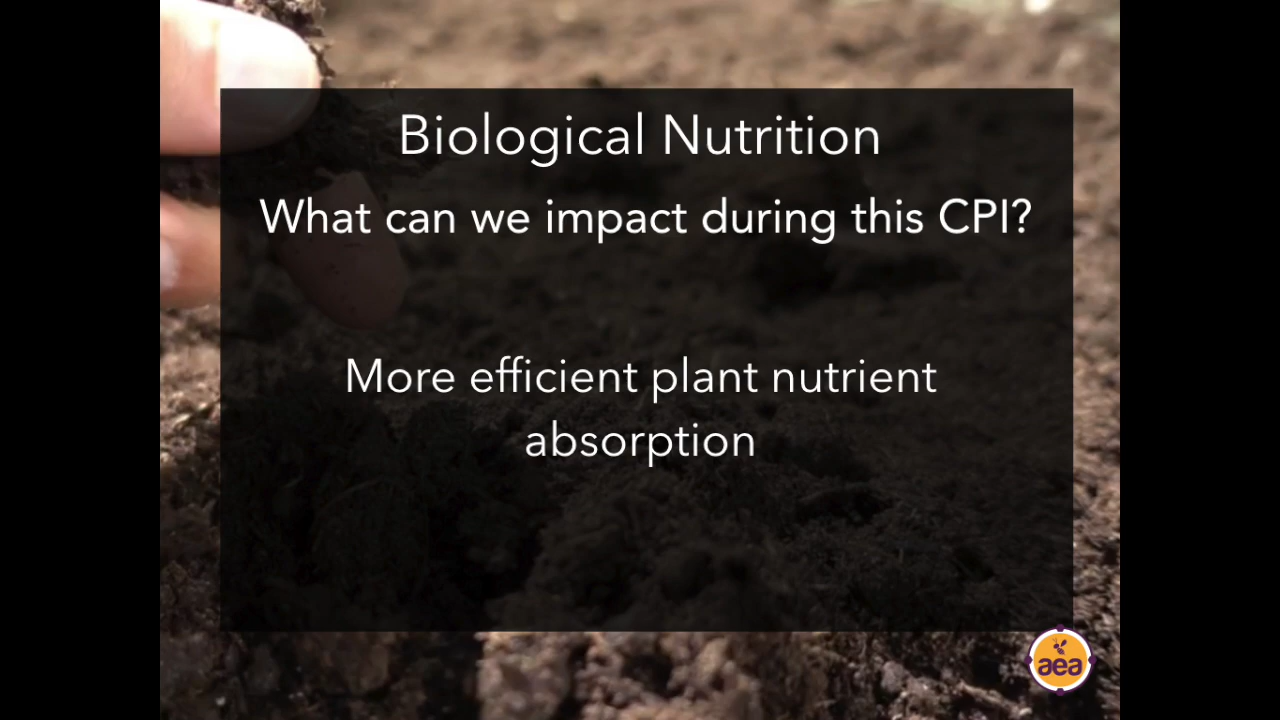 Biological Nutrition
What can we impact during this CPI?
More efficient plant nutrient
absorption
aea